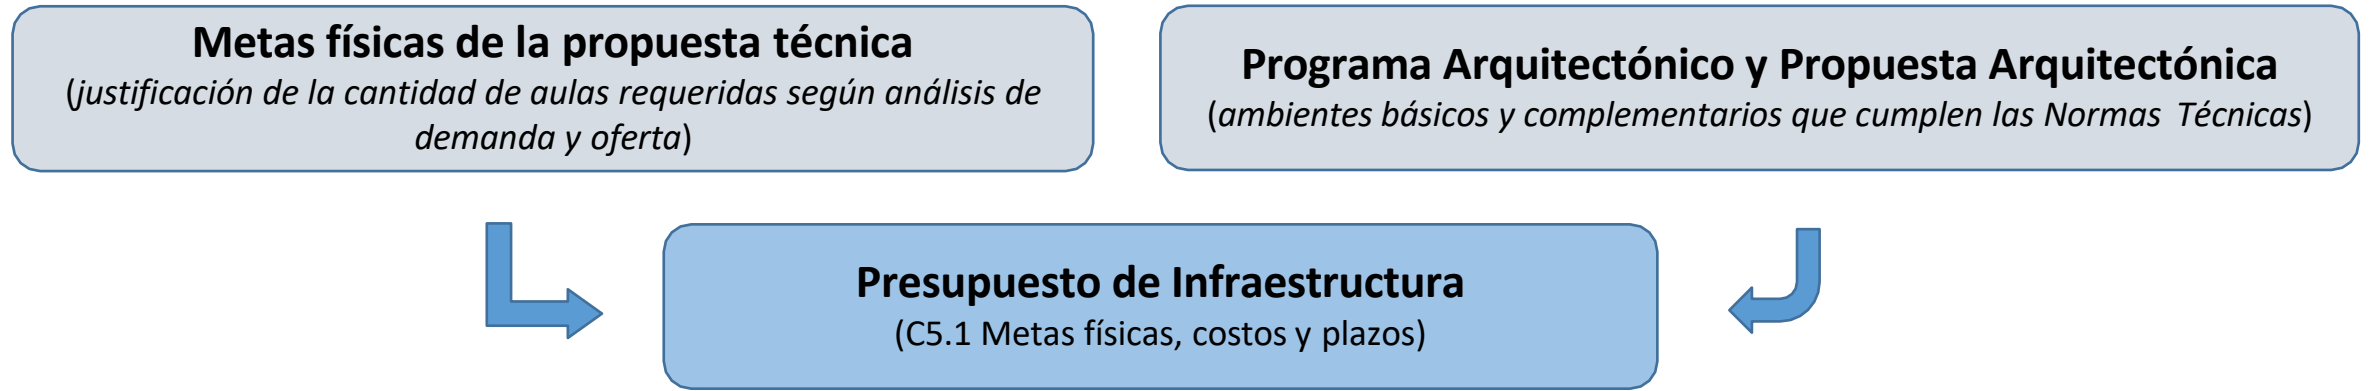 Metas físicas de la propuesta técnica
(justificación de la cantidad de aulas requeridas según análisis de
demanda y oferta)
Programa Arquitectónico y Propuesta Arquitectónica
(ambientes básicos y complementarios que cumplen las Normas Técnicas)
Presupuesto de Infraestructura
(C5.1 Metas físicas, costos y plazos)